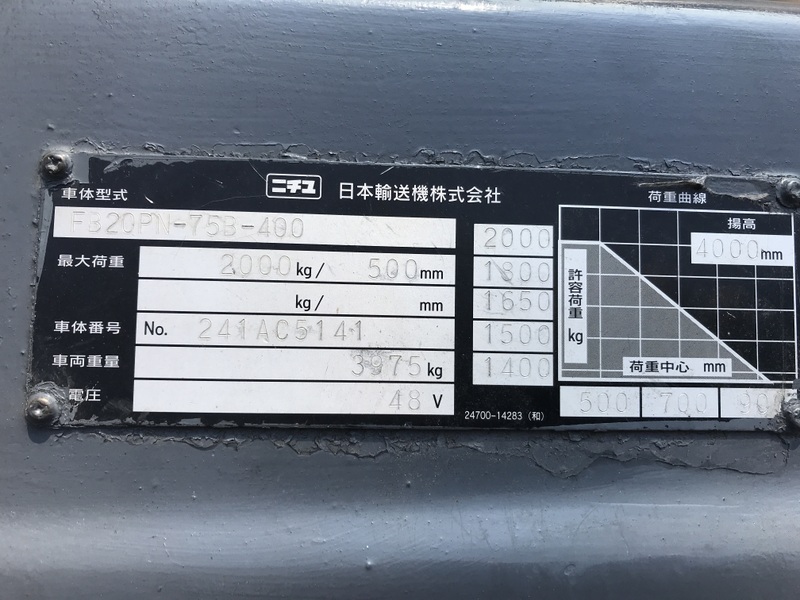 ニチユ 日本輸送機株式会社
車体型式
FB20PN-75B-400
最大荷重 2000kg/ 500mm
kg/ mm
車体番号 No. 241AC5141
車両重量 3975kg
電圧 48 V
2000
1800
1650
1500
1400
24700-14283 (和)
荷重曲線
揚高
4000mm
許容荷重 kg
荷重中心 mm
500 700